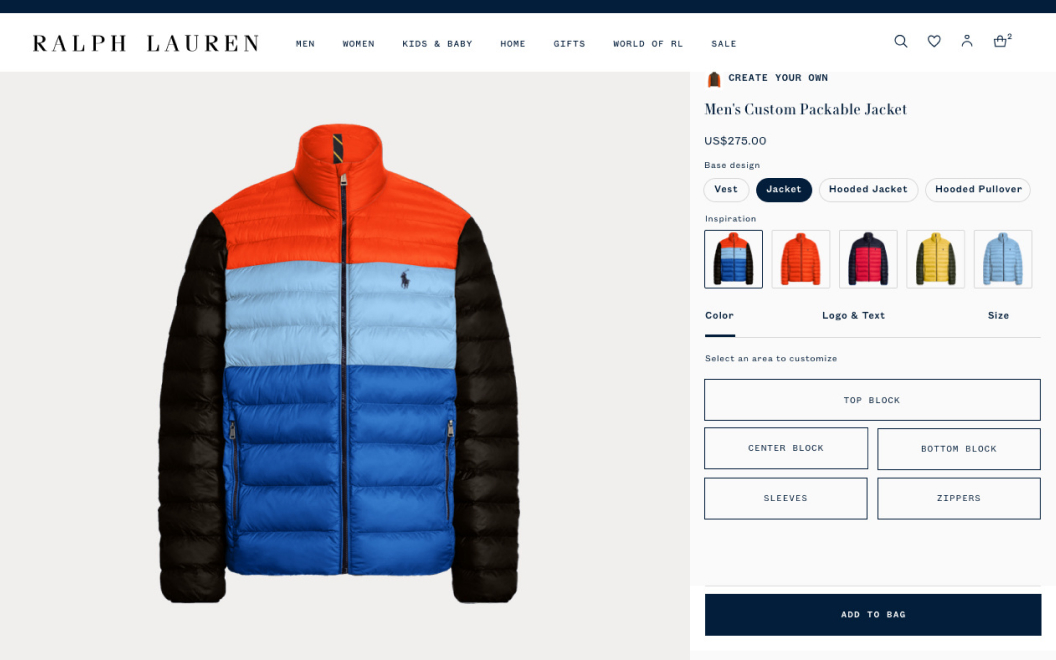 RALPH LAUREN
MEN WOMEN KIDS & BABY HOME GIFTS WORLD OF RL SALE
2
CREATE YOUR OWN
Men's Custom Packable Jacket
US$275.00
Base design
Vest Jacket Hooded Jacket Hooded Pullover
Inspiration
Color Logo & Text Size
Select an area to customize
TOP BLOCK
CENTER BLOCK BOTTOM BLOCK
SLEEVES ZIPPERS
ADD TO BAG